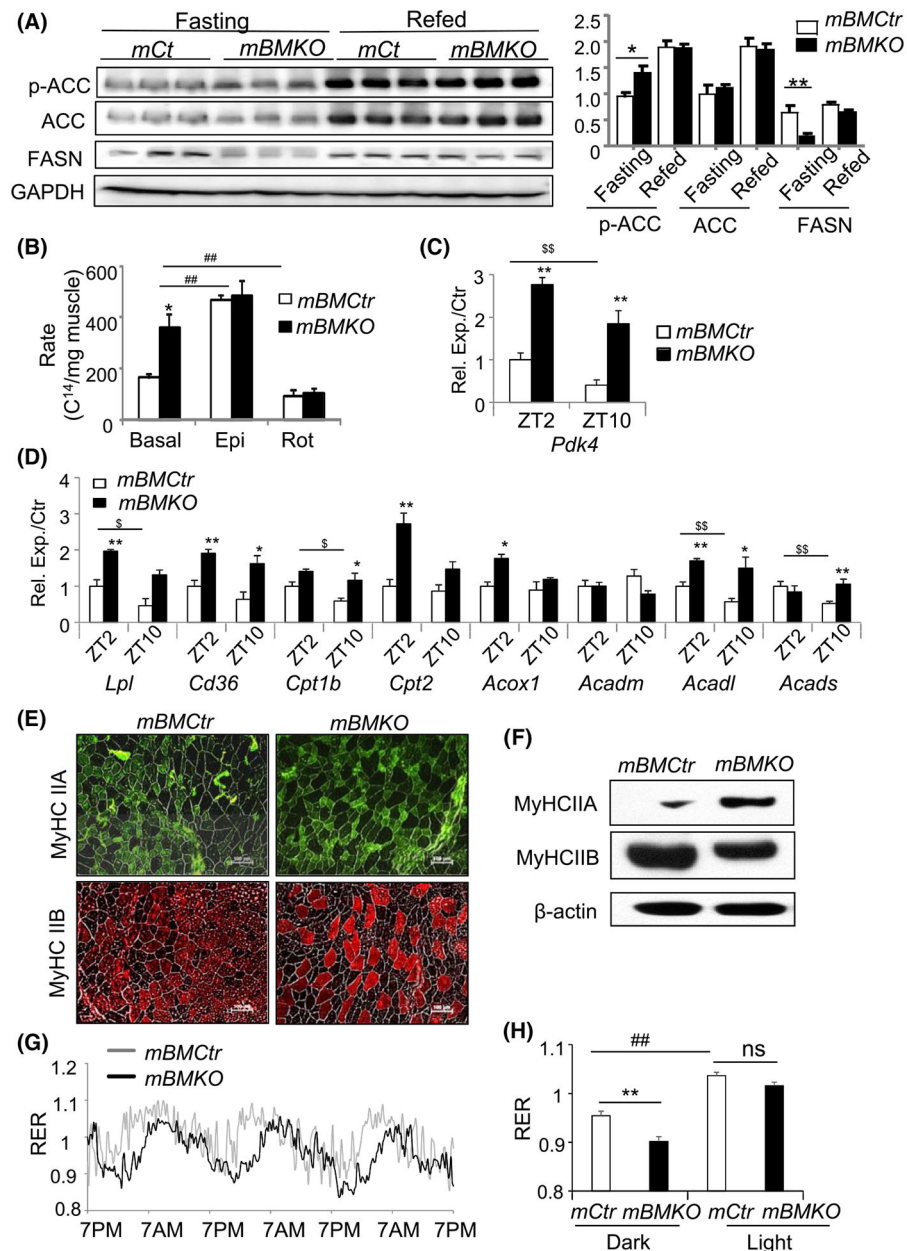 (A)
Fasting Refed
mCt mBMKO mCt mBMKO
p-ACC
ACC
FASN
GAPDH
mBMCtr
mBMKO
2.5
2.0
1.5
1.0
0.5
0
*
**
Fasting Refed Fasting Refed Fasting Refed
p-ACC ACC FASN
(B)
##
##
*
mBMCtr
mBMKO
Rate
(C14/mg muscle)
600
400
200
0
Basal Epi Rot
(C)
$$
**
**
mBMCtr
mBMKO
Rel. Exp./Ctr
3
2
1
0
ZT2 ZT10
Pdk4
(D)
mBMCtr
mBMKO
Rel. Exp./Ctr
4
3
2
1
0
$ ** ** * $ * ** * $$ ** * $$ **
ZT2 ZT10 ZT2 ZT10 ZT2 ZT10 ZT2 ZT10 ZT2 ZT10 ZT2 ZT10 ZT2 ZT10 ZT2 ZT10
Lpl Cd36 Cpt1b Cpt2 Acox1 Acadm Acadl Acads
(E)
mBMCtr mBMKO
MyHC IIA
MyHC IIB
(F)
mBMCtr mBMKO
MyHCIIA
MyHCIIB
β-actin
(G)
mBMCtr
mBMKO
RER
1.2
1.1
1
0.9
0.8
7PM 7AM 7PM 7AM 7PM 7AM 7PM
(H)
##
ns
**
RER
1.1
1
0.9
0.8
mCtr mBMKO mCtr mBMKO
Dark Light